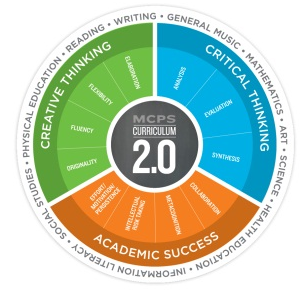 PHYSICAL EDUCATION • READING • WRITING • GENERAL MUSIC • MATHEMATICS • ART • SCIENCE • HEALTH EDUCATION • INFORMATION LITERACY • SOCIAL STUDIES •
CREATIVE THINKING
ELABORATION
FLEXIBILITY
FLUENCY
ORIGINALITY
CRITICAL THINKING
ANALYSIS
EVALUATION
SYNTHESIS
MCPS
CURRICULUM
2.0
EFFORT/
MOTIVATION/
PERSISTENCE
INTELLECTUAL
RISK TAKING
METACOGNITION
COLLABORATION
ACADEMIC SUCCESS